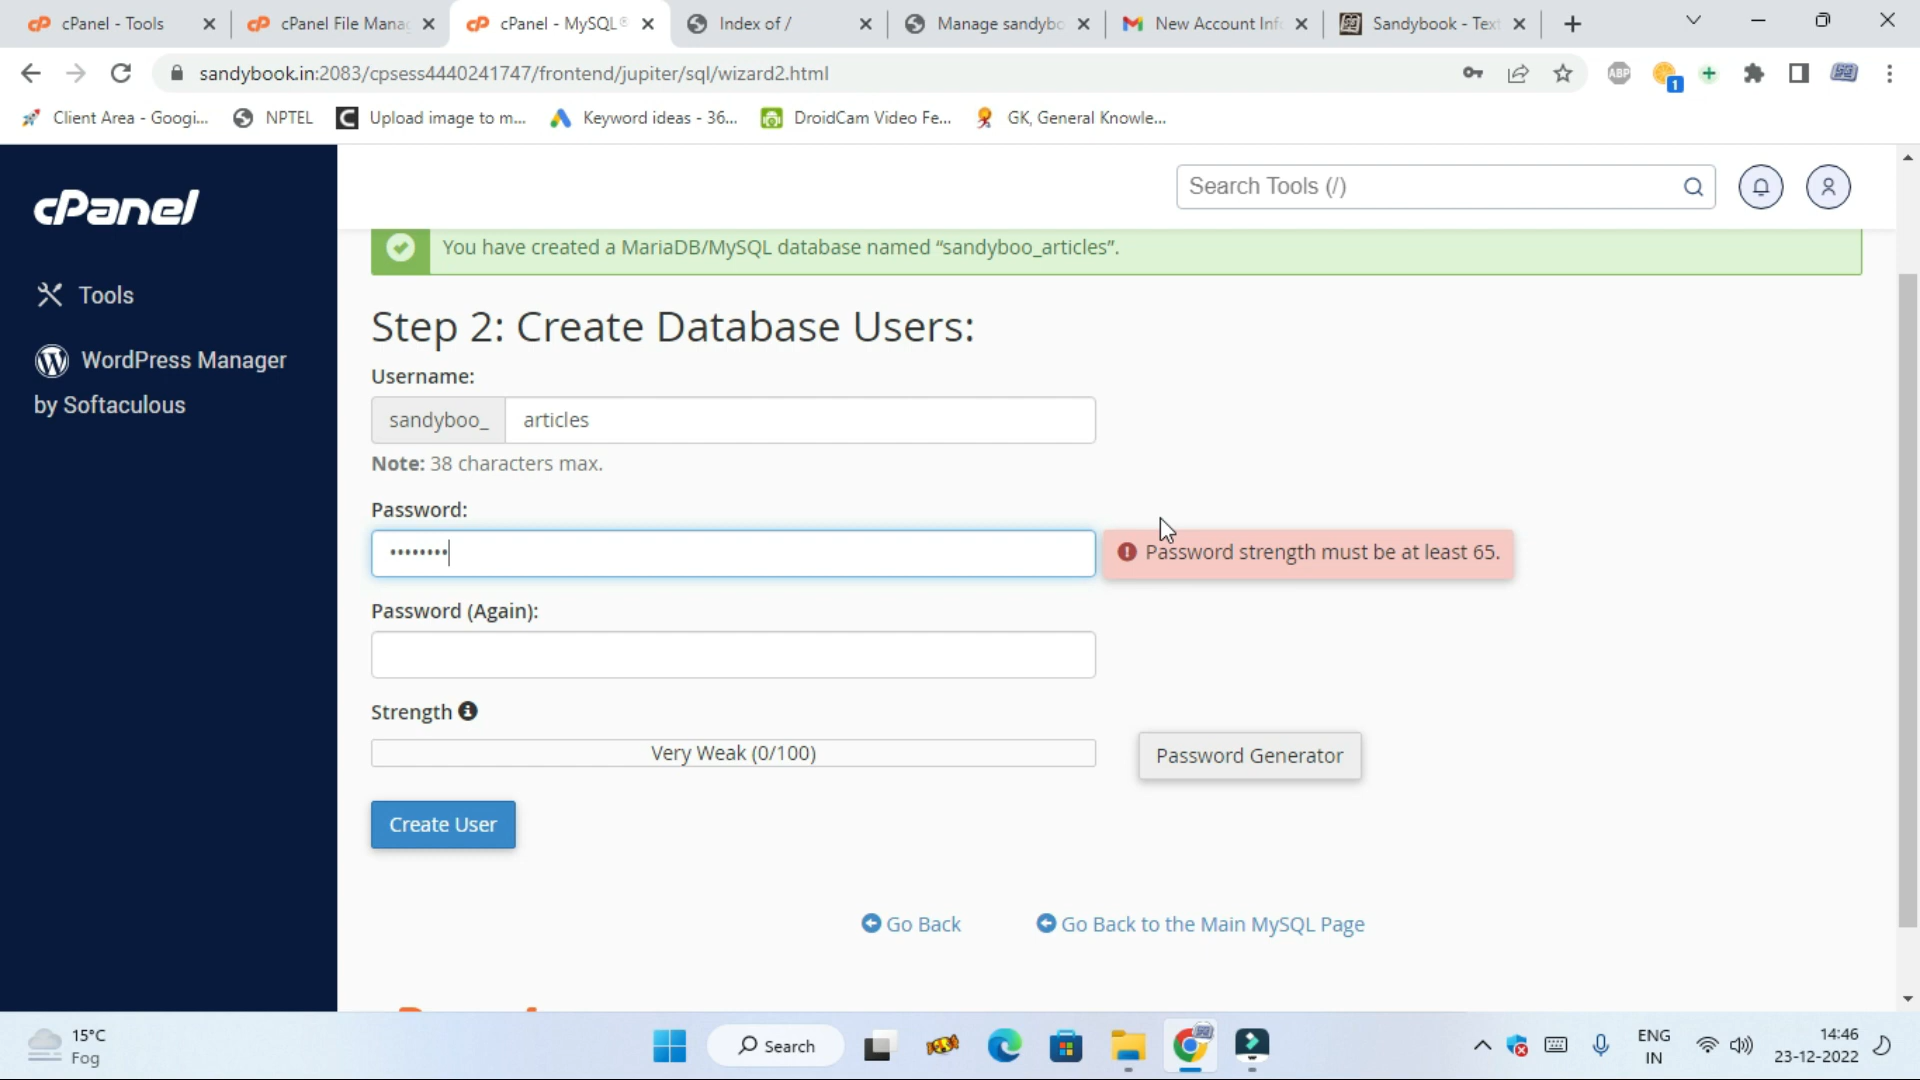 cPanel - Tools
cPanel File Manag
cPanel - MySQL®
Index of /
Manage sandybo
New Account Inf
Sandybook - Text
sandybook.in:2083/cpsess4440241747/frontend/jupiter/sql/wizard2.html
ABP
1
Client Area - Googi...
NPTEL
Upload image to m...
Keyword ideas - 36...
DroidCam Video Fe...
GK, General Knowle...
cPanel
Search Tools (/)
You have created a MariaDB/MySQL database named “sandyboo_articles”.
Tools
Step 2: Create Database Users:
WordPress Manager
by Softaculous
Username:
sandyboo_ articles
Note: 38 characters max.
Password:
••••••••
Password strength must be at least 65.
Password (Again):
Strength
Very Weak (0/100)
Password Generator
Create User
Go Back
Go Back to the Main MySQL Page
15°C
Fog
Search
ENG
IN
14:46
23-12-2022